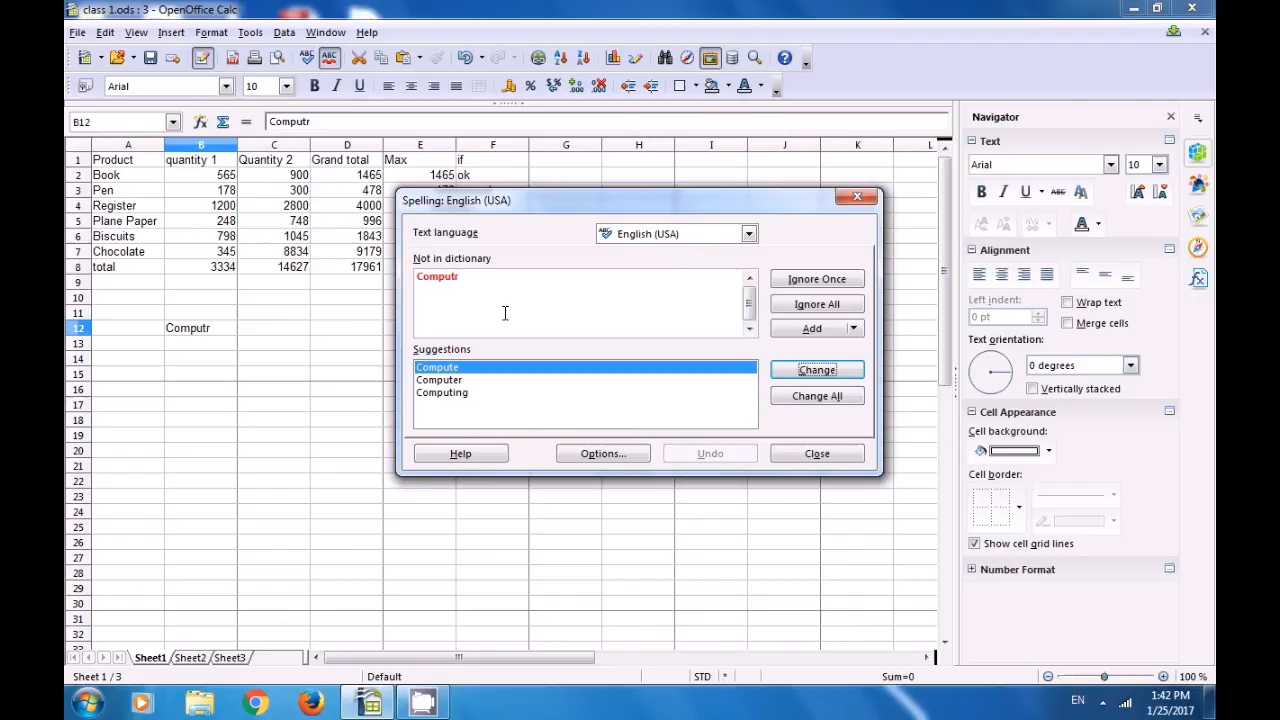 class 1.ods : 3 - OpenOffice Calc
File Edit View Insert Format Tools Data Window Help
Arial 10
B12 Computr
A B C D E F G H I J K L
1 Product quantity 1 Quantity 2 Grand total Max if
2 Book 565 900 1465 1465 ok
3 Pen 178 300 478
4 Register 1200 2800 4000
5 Plane Paper 248 748 996
6 Biscuits 798 1045 1843
7 Chocolate 345 8834 9179
8 total 3334 14627 17961
9
10
11
12 Computr
13
14
15
16
17
18
19
20
21
22
23
24
25
26
27
28
29
30
31
32
33
Spelling: English (USA)
Text language English (USA)
Not in dictionary
Computr
Ignore Once
Ignore All
Add
Suggestions
Compute
Computer
Computing
Change
Change All
Help Options... Undo Close
Navigator
Text
Arial 10
Alignment
Left indent: Wrap text
0 pt Merge cells
Text orientation:
0 degrees
Vertically stacked
Cell Appearance
Cell background:
Cell border:
Show cell grid lines
Number Format
Sheet1 Sheet2 Sheet3
Sheet 1 / 3 Default STD * Sum=0 100 %
EN 1:42 PM
1/25/2017